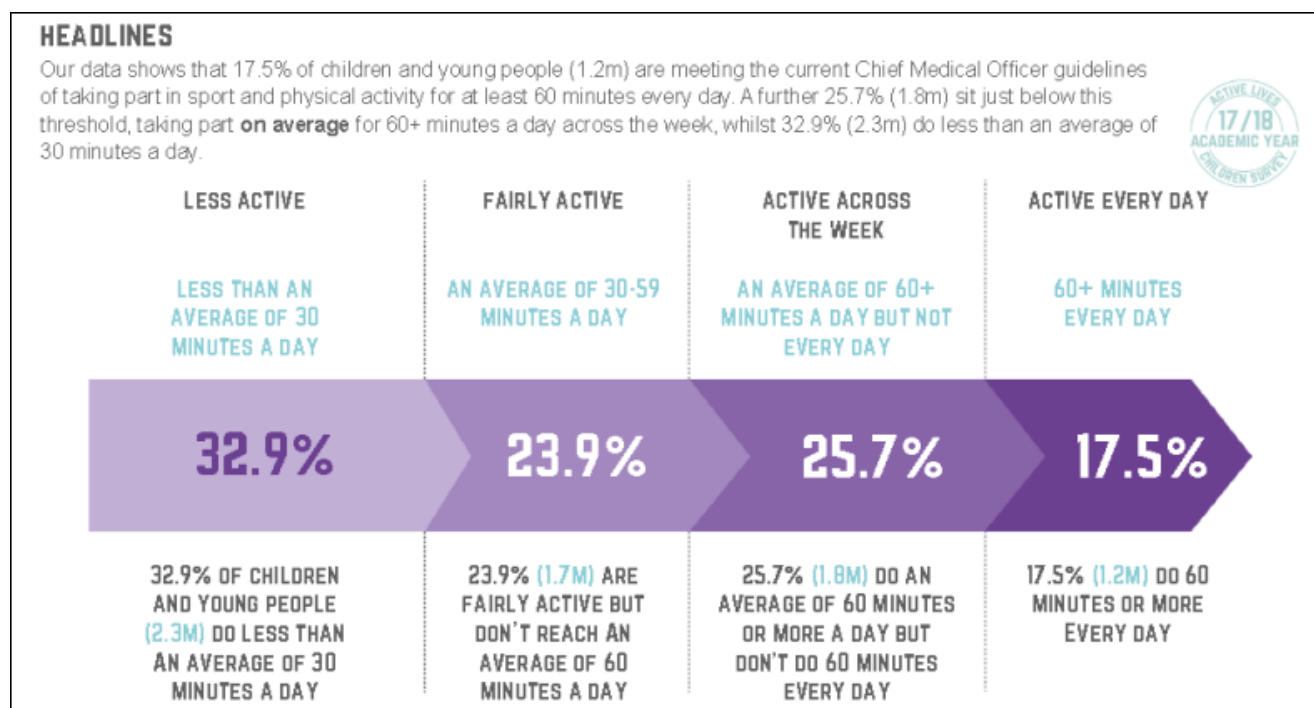 HEADLINES
Our data shows that 17.5% of children and young people (1.2m) are meeting the current Chief Medical Officer guidelines
of taking part in sport and physical activity for at least 60 minutes every day. A further 25.7% (1.8m) sit just below this
threshold, taking part on average for 60+ minutes a day across the week, whilst 32.9% (2.3m) do less than an average of
30 minutes a day.
ACTIVE LIVES
17/18
ACADEMIC YEAR
CHILDREN SURVEY
LESS ACTIVE
LESS THAN AN
AVERAGE OF 30
MINUTES A DAY
32.9%
32.9% OF CHILDREN
AND YOUNG PEOPLE
(2.3M) DO LESS THAN
AN AVERAGE OF 30
MINUTES A DAY
FAIRLY ACTIVE
AN AVERAGE OF 30-59
MINUTES A DAY
23.9%
23.9% (1.7M) ARE
FAIRLY ACTIVE BUT
DON'T REACH AN
AVERAGE OF 60
MINUTES A DAY
ACTIVE ACROSS
THE WEEK
AN AVERAGE OF 60+
MINUTES A DAY BUT NOT
EVERY DAY
25.7%
25.7% (1.8M) DO AN
AVERAGE OF 60 MINUTES
OR MORE A DAY BUT
DON'T DO 60 MINUTES
EVERY DAY
ACTIVE EVERY DAY
60+ MINUTES
EVERY DAY
17.5%
17.5% (1.2M) DO 60
MINUTES OR MORE
EVERY DAY